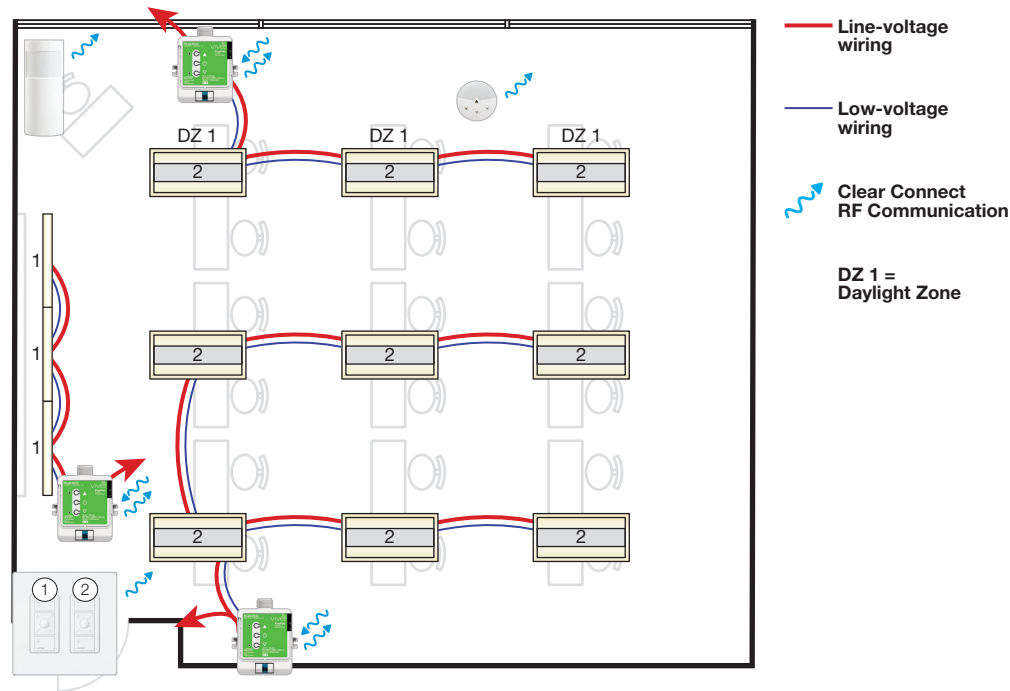 Line-voltage
wiring
Low-voltage
wiring
Clear Connect
RF Communication
DZ 1 =
Daylight Zone
DZ 1
DZ 1
DZ 1
2
2
2
1
1
1
2
2
2
2
2
2
1
2